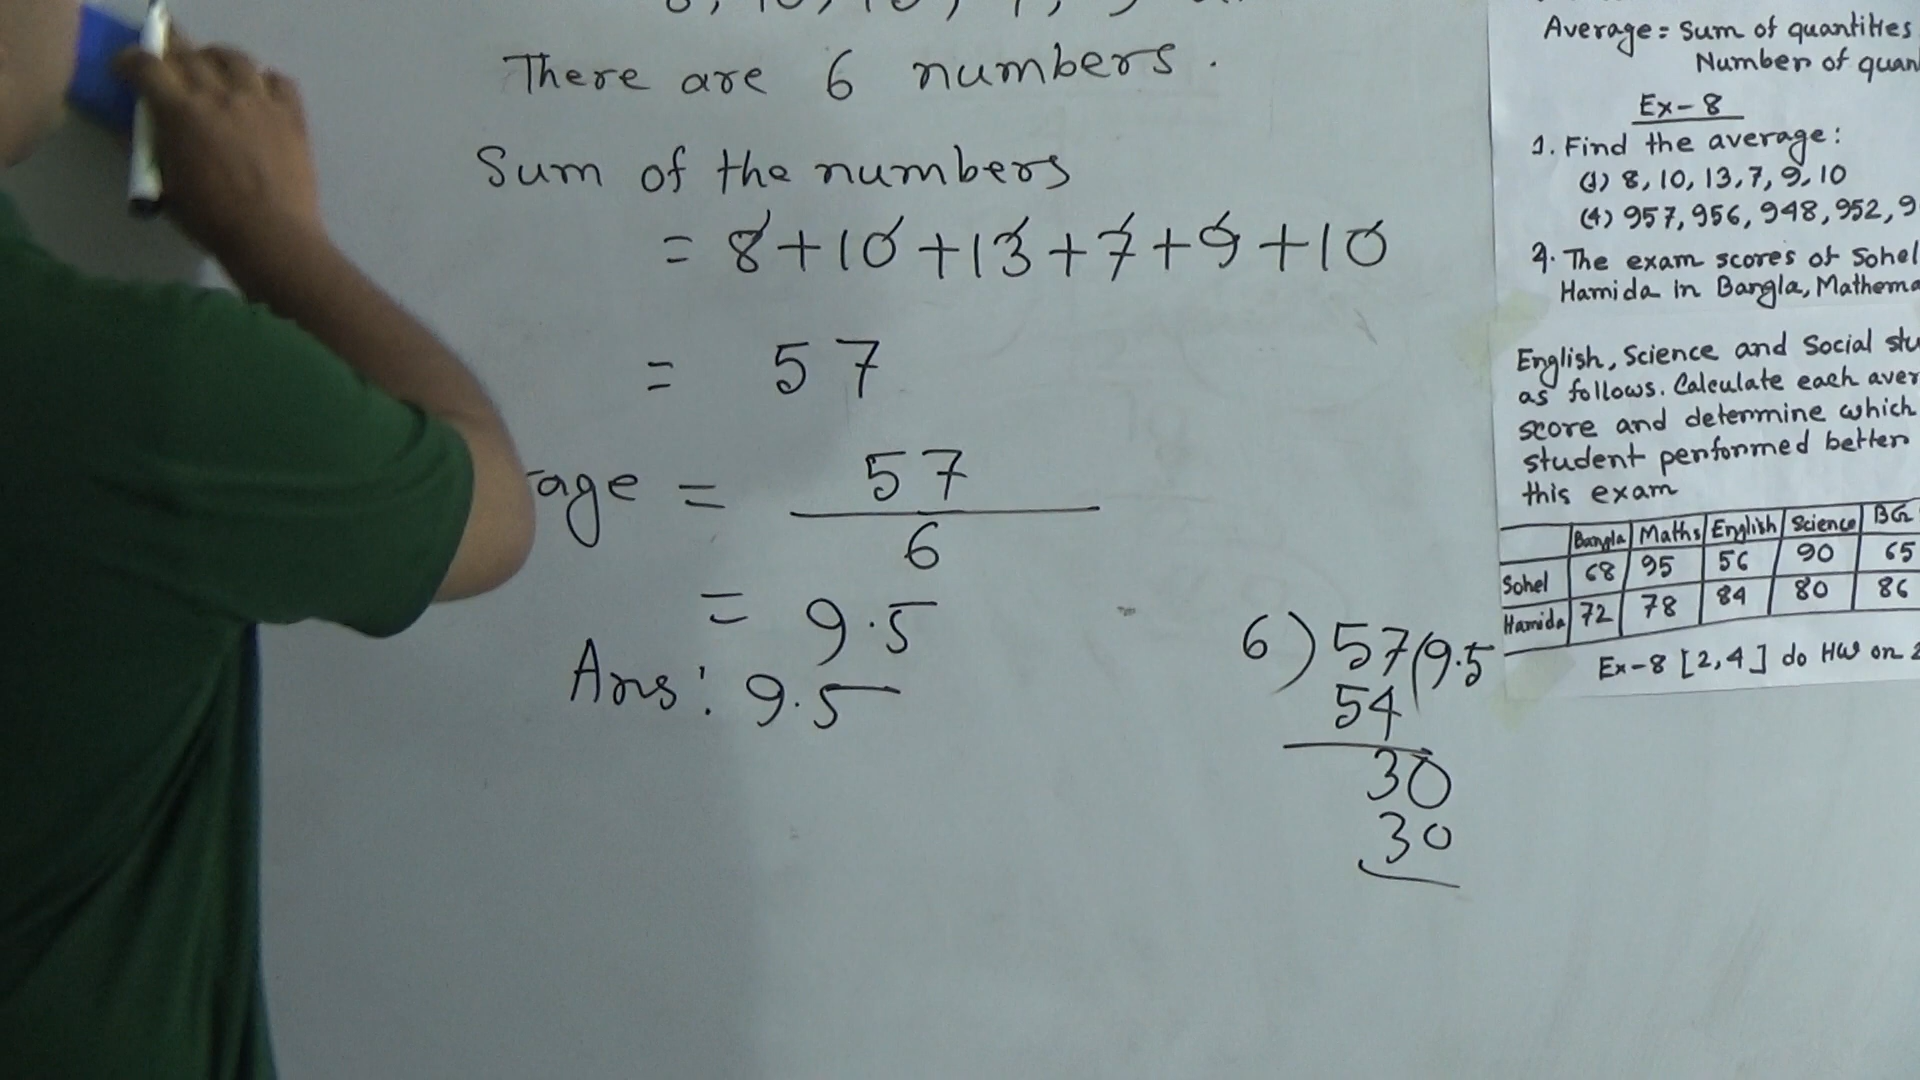 There are 6 numbers.
Sum of the numbers
= 8+10+13+7+9+10
= 57
age = 57
6
= 9.5
Ans: 9.5
6)57(9.5
54
30
30
Average = Sum of quantities
Number of quan
Ex-8
1. Find the average:
(1) 8, 10, 13, 7, 9, 10
(4) 957, 956, 948, 952, 9
2. The exam scores of Sohel
Hamida in Bangla, Mathema
English, Science and Social stu
as follows. Calculate each aver
score and determine which
student performed better
this exam
Bangla Maths English Science BG
Sohel 68 95 56 90 65
Hamida 72 78 84 80 86
Ex-8 [2,4] do HW on 2